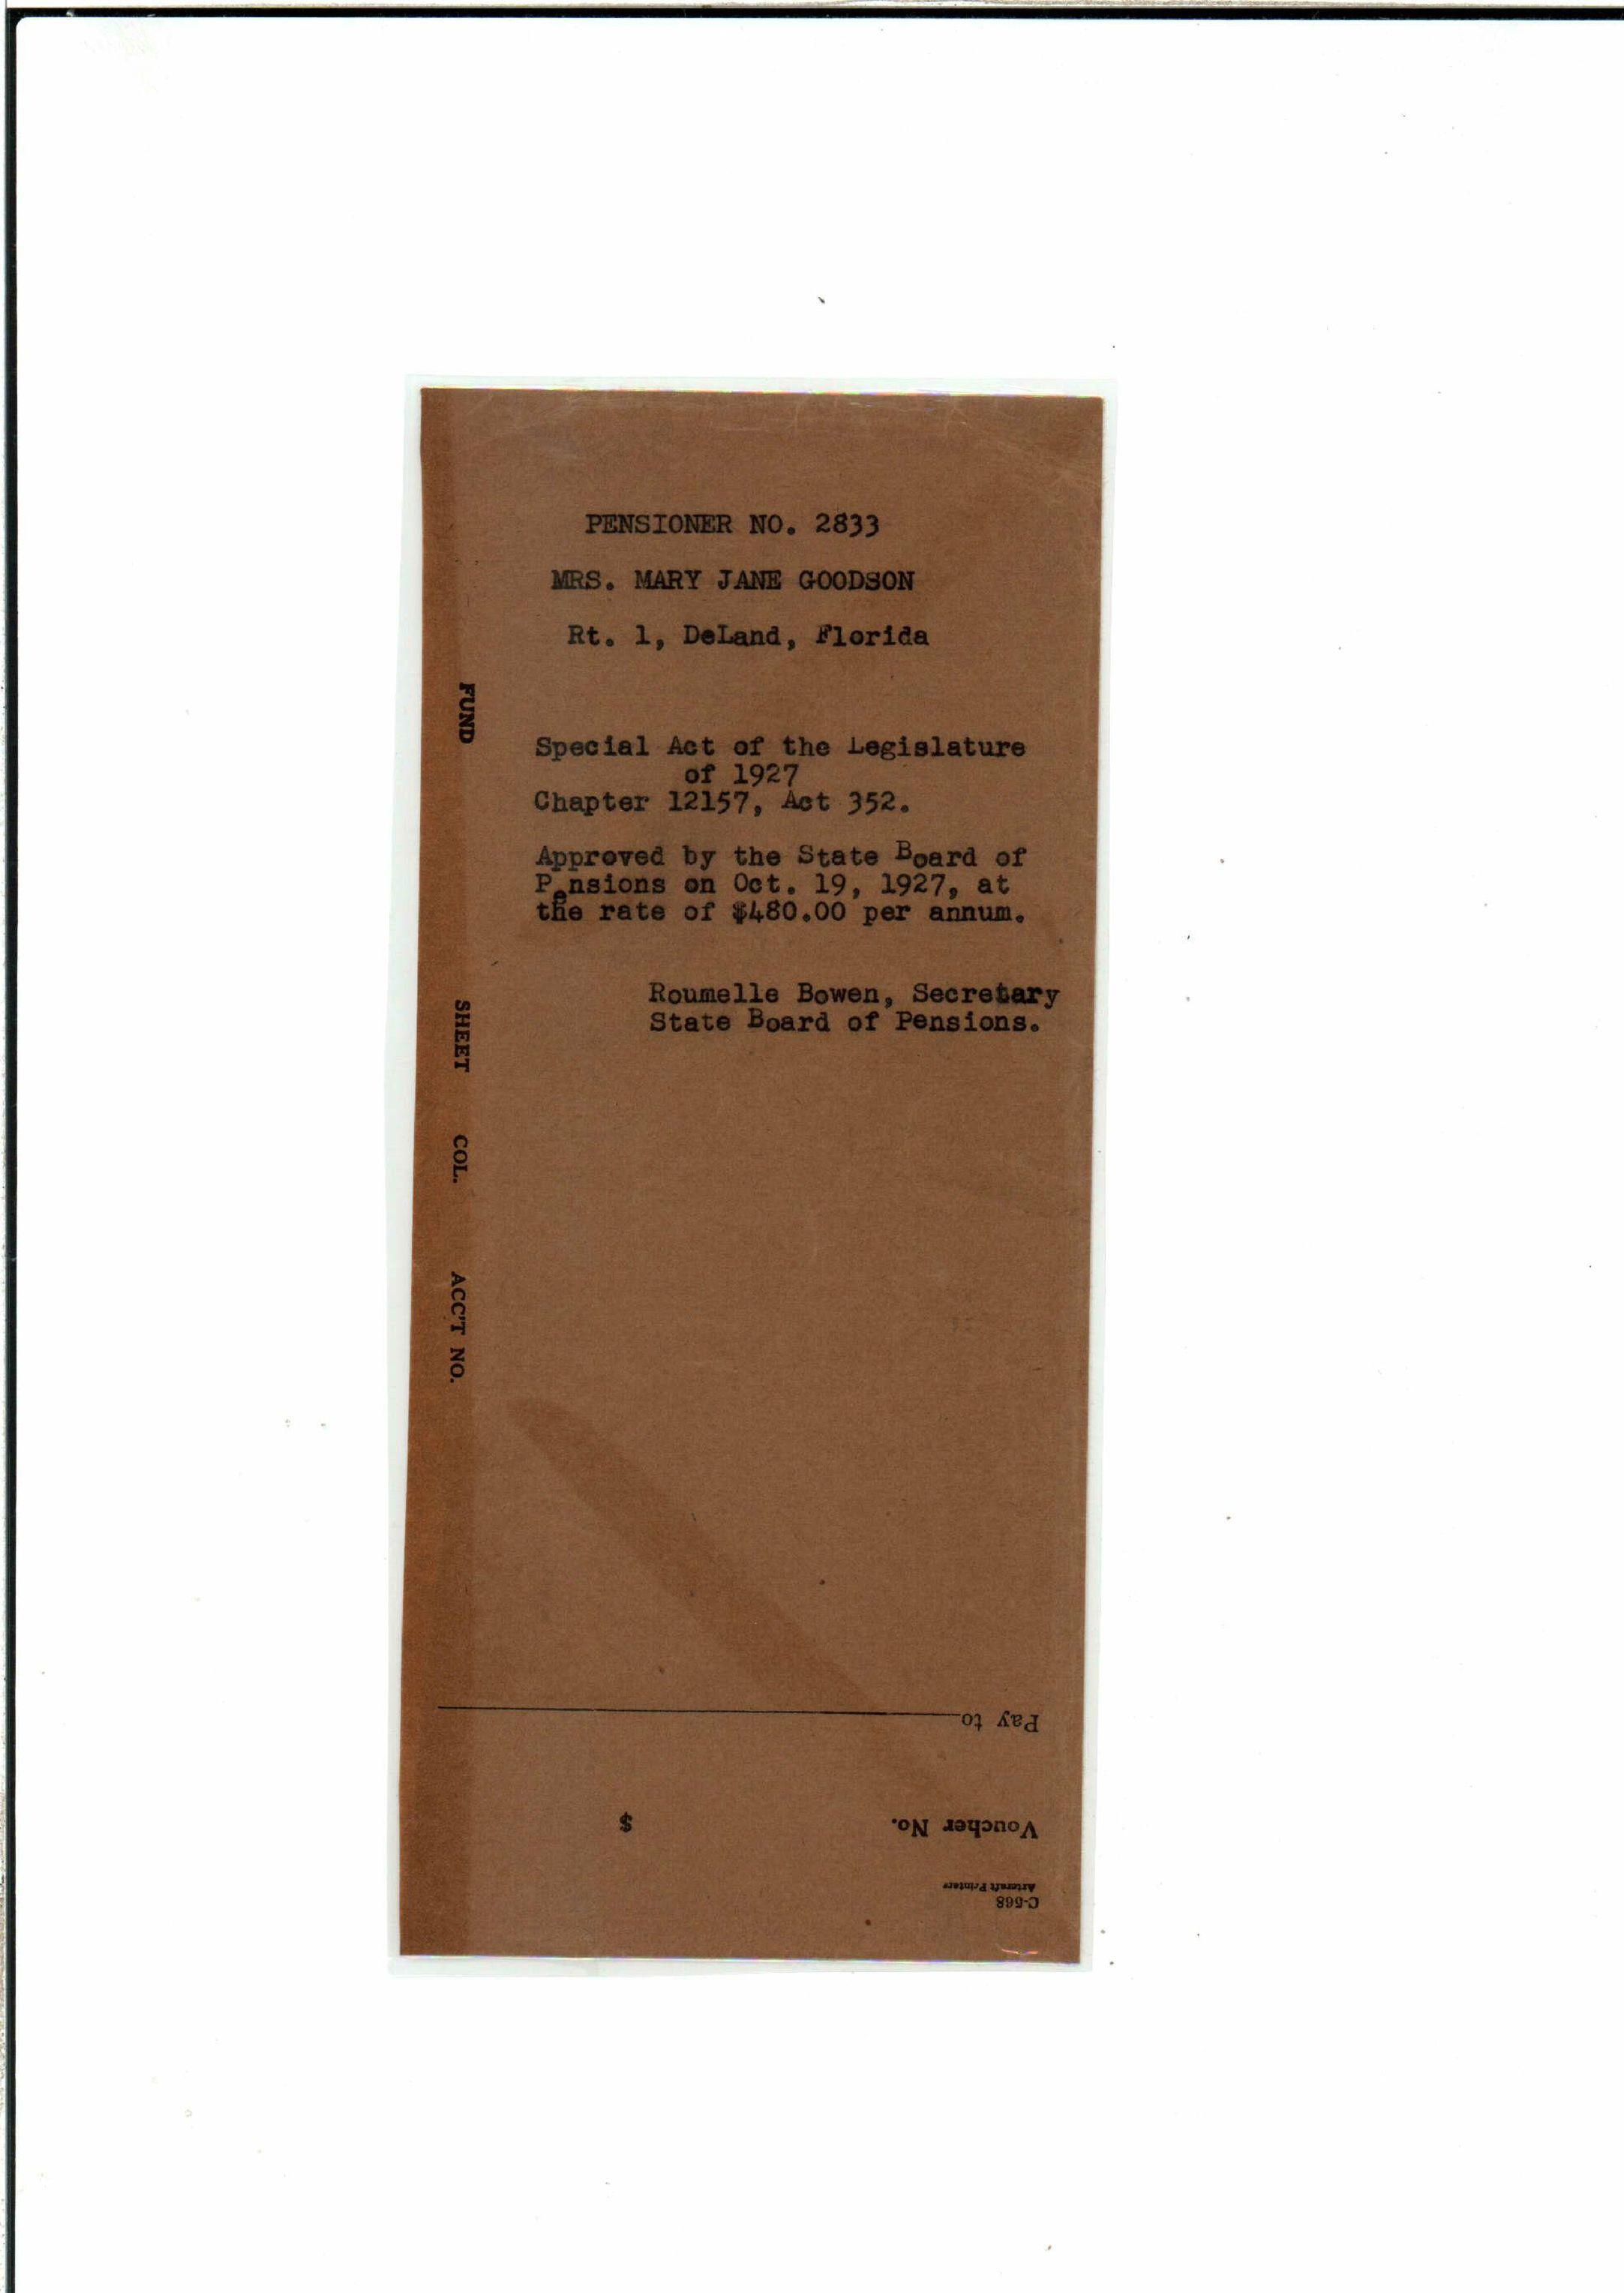 PENSIONER NO. 2833
MRS. MARY JANE GOODSON
Rt. 1, DeLand, Florida
Special Act of the Legislature
of 1927
Chapter 12157, Act 352.
Approved by the State Board of
Pensions on Oct. 19, 1927, at
the rate of $480.00 per annum.
Roumelle Bowen, Secretary
State Board of Pensions.
FUND
SHEET
COL.
ACC'T NO.
Pay to
Voucher No. $
Artcraft Printery
C-568